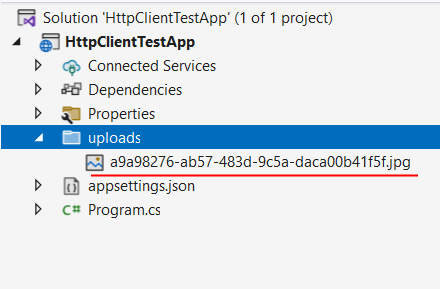 Solution 'HttpClientTestApp' (1 of 1 project)
HttpClientTestApp
Connected Services
Dependencies
Properties
uploads
a9a98276-ab57-483d-9c5a-daca00b41f5f.jpg
appsettings.json
C# Program.cs